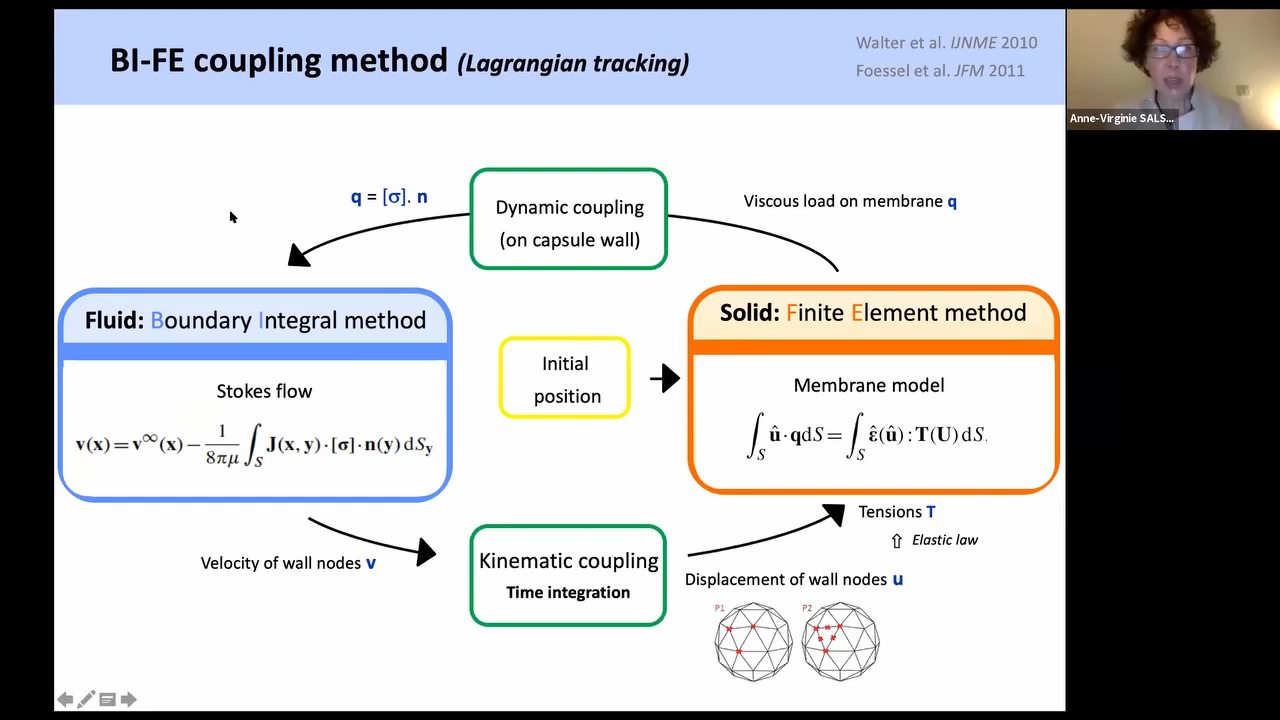 BI-FE coupling method (Lagrangian tracking)
Walter et al. IJNME 2010
Foessel et al. JFM 2011
Anne-Virginie SALS...
q = [σ]. n
Dynamic coupling
(on capsule wall)
Viscous load on membrane q
Fluid: Boundary Integral method
Stokes flow
v(x) = v^∞(x) − 1/8πμ ∫_S J(x, y) · [σ] · n(y) dS_y
Initial
position
Solid: Finite Element method
Membrane model
∫_S û · q dS = ∫_S ε̂(û) : T(U) dS.
Velocity of wall nodes v
Kinematic coupling
Time integration
Tensions T
⇧ Elastic law
Displacement of wall nodes u
P1
P2